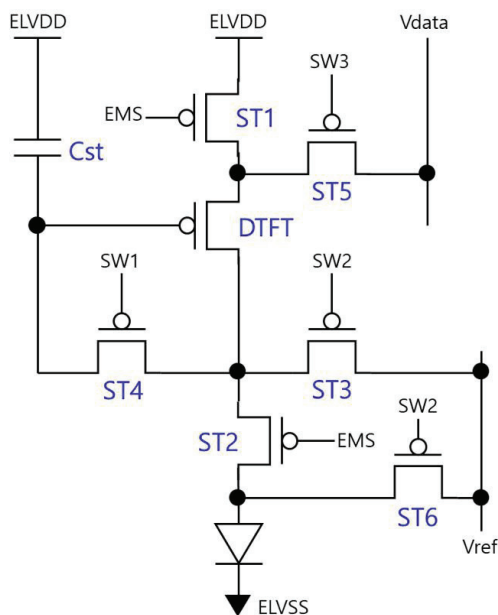 ELVDD
ELVDD
Vdata
SW3
EMS
ST1
Cst
ST5
DTFT
SW1
SW2
ST4
ST3
ST2
EMS
SW2
ST6
Vref
ELVSS